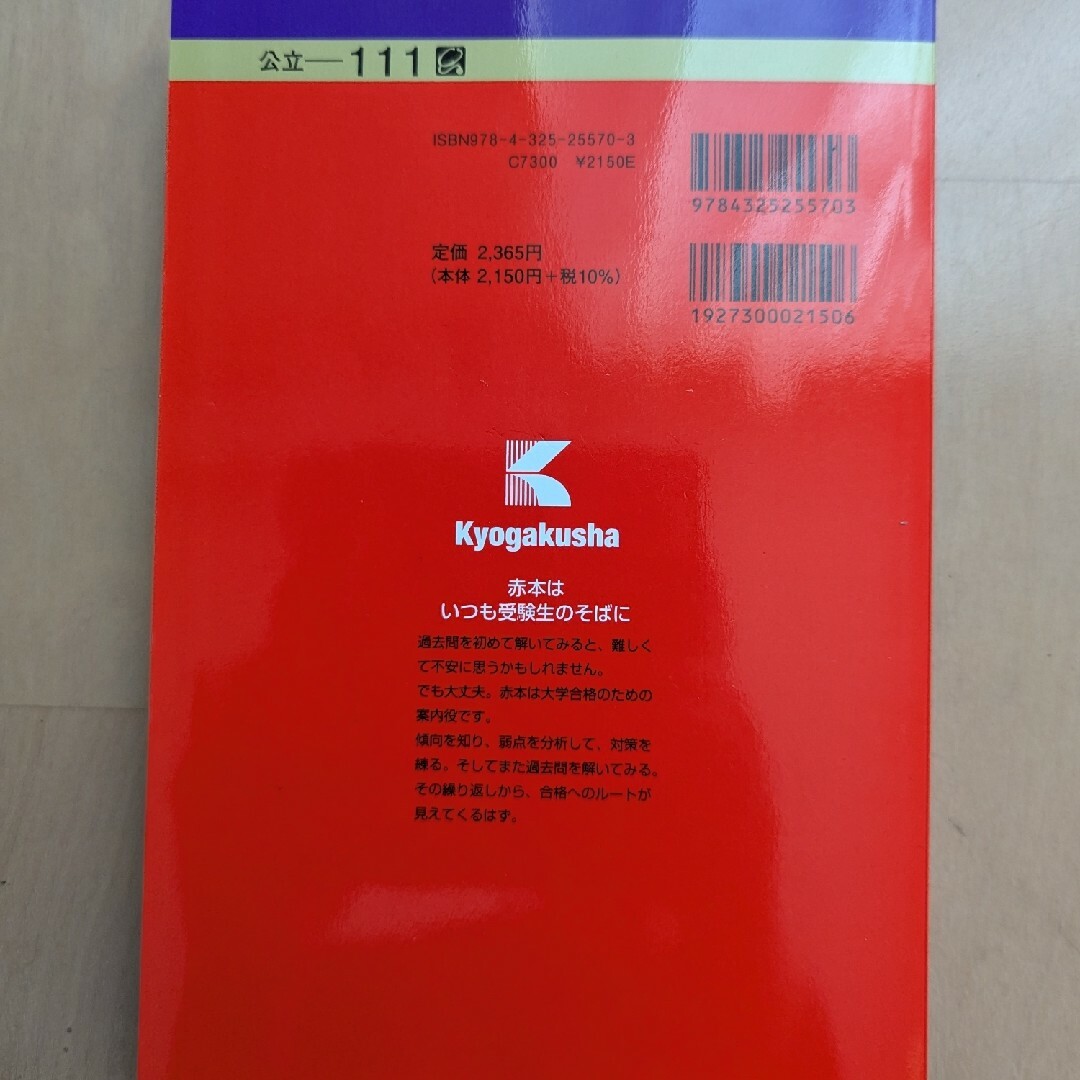 公立―111
ISBN978-4-325-25570-3
C7300 ¥2150E
9784325255703
定価 2,365円
(本体 2,150円+税10%)
1927300021506
Kyogakusha
赤本は
いつも受験生のそばに
過去問を初めて解いてみると、難しく
て不安に思うかもしれません。
でも大丈夫。赤本は大学合格のための
案内役です。
傾向を知り、弱点を分析して、対策を
練る。そしてまた過去問を解いてみる。
その繰り返しから、合格へのルートが
見えてくるはず。